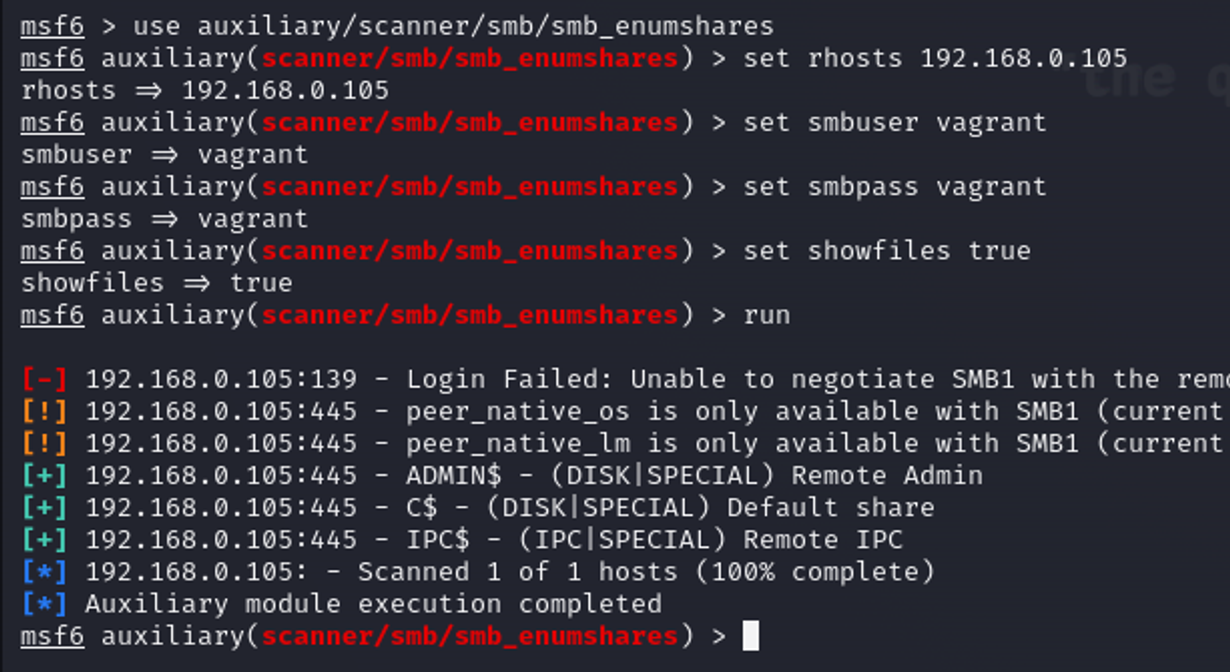 msf6 > use auxiliary/scanner/smb/smb_enumshares
msf6 auxiliary(scanner/smb/smb_enumshares) > set rhosts 192.168.0.105
rhosts ⇒ 192.168.0.105
msf6 auxiliary(scanner/smb/smb_enumshares) > set smbuser vagrant
smbuser ⇒ vagrant
msf6 auxiliary(scanner/smb/smb_enumshares) > set smbpass vagrant
smbpass ⇒ vagrant
msf6 auxiliary(scanner/smb/smb_enumshares) > set showfiles true
showfiles ⇒ true
msf6 auxiliary(scanner/smb/smb_enumshares) > run
[-] 192.168.0.105:139 - Login Failed: Unable to negotiate SMB1 with the
[!] 192.168.0.105:445 - peer_native_os is only available with SMB1 (current
[!] 192.168.0.105:445 - peer_native_lm is only available with SMB1 (current
[+] 192.168.0.105:445 - ADMIN$ - (DISK|SPECIAL) Remote Admin
[+] 192.168.0.105:445 - C$ - (DISK|SPECIAL) Default share
[+] 192.168.0.105:445 - IPC$ - (IPC|SPECIAL) Remote IPC
[*] 192.168.0.105: - Scanned 1 of 1 hosts (100% complete)
[*] Auxiliary module execution completed
msf6 auxiliary(scanner/smb/smb_enumshares) >
"the